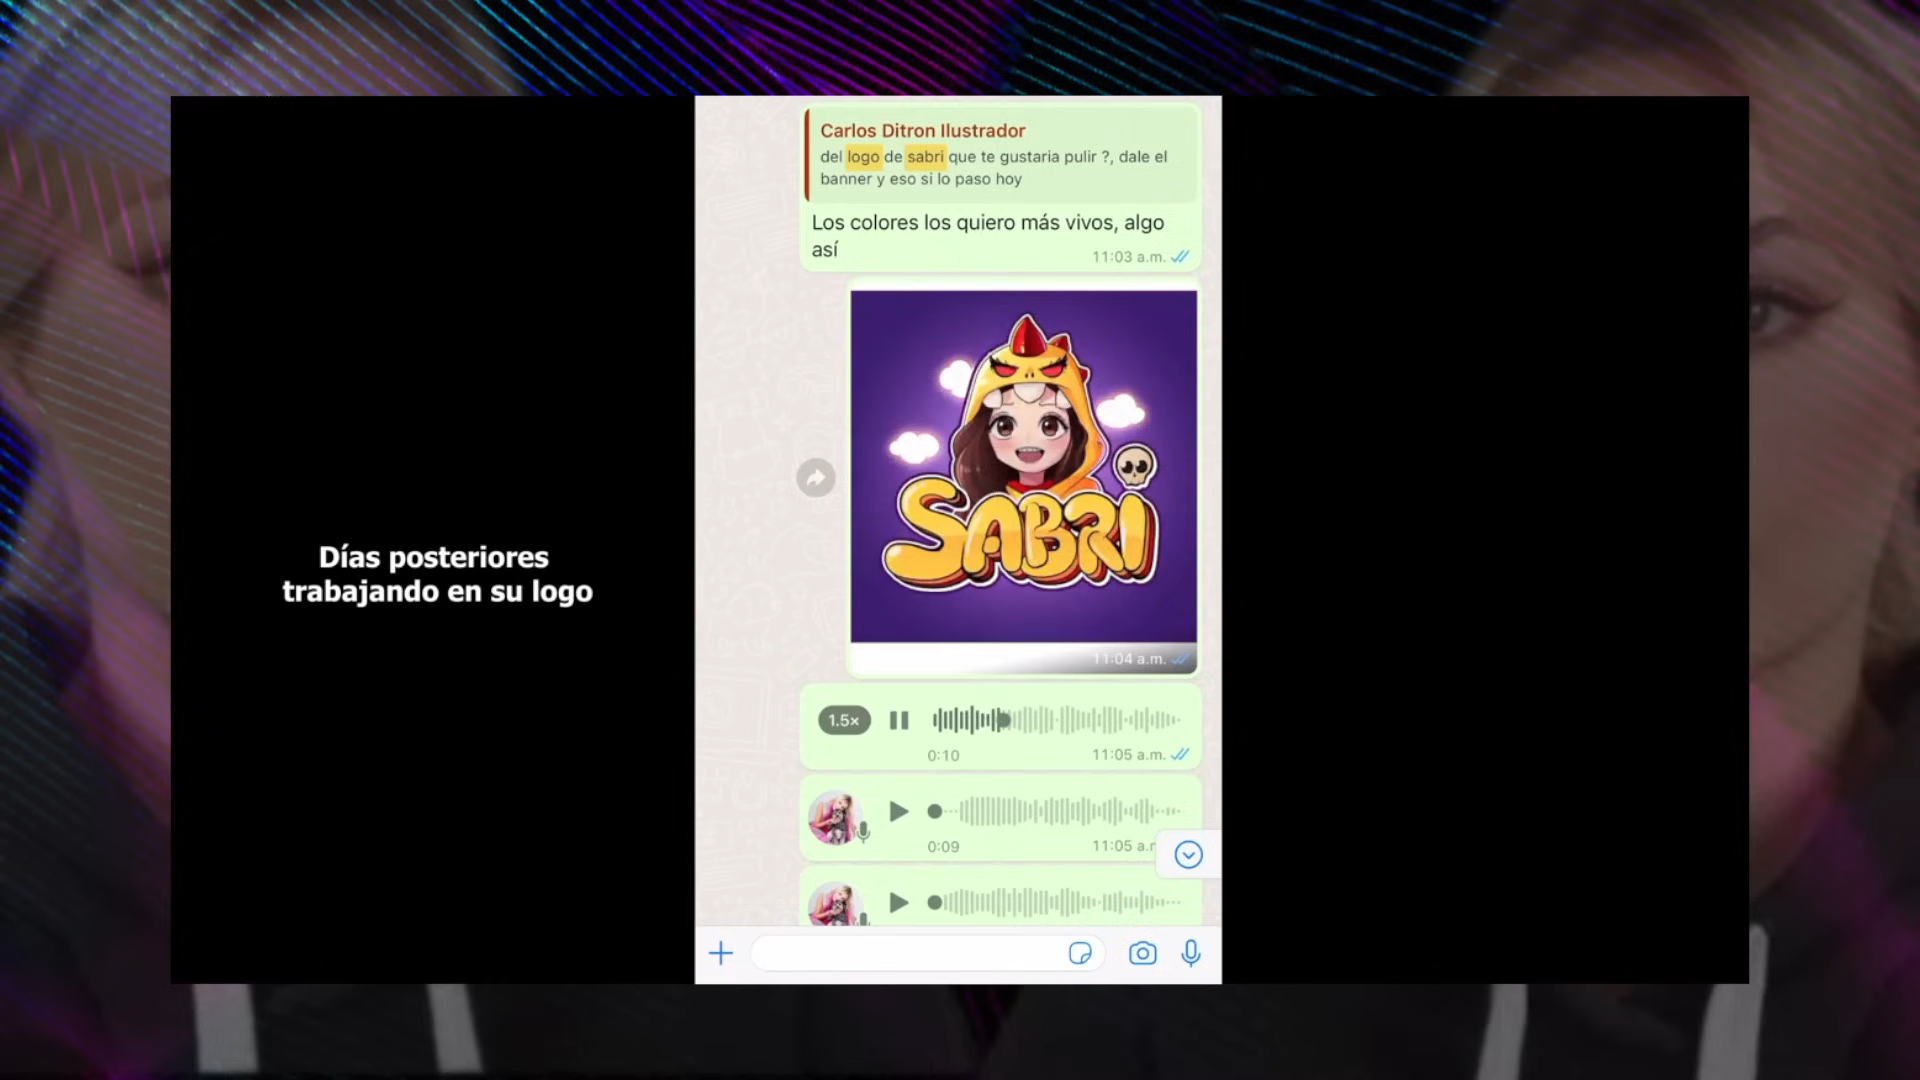 Carlos Ditron Ilustrador
del logo de sabri que te gustaria pulir ?, dale el
banner y eso si lo paso hoy
Los colores los quiero más vivos, algo
así
11:03 a.m.
SABRI
11:04 a.m.
Días posteriores
trabajando en su logo
1.5×
0:10
11:05 a.m.
0:09
11:05 a.m